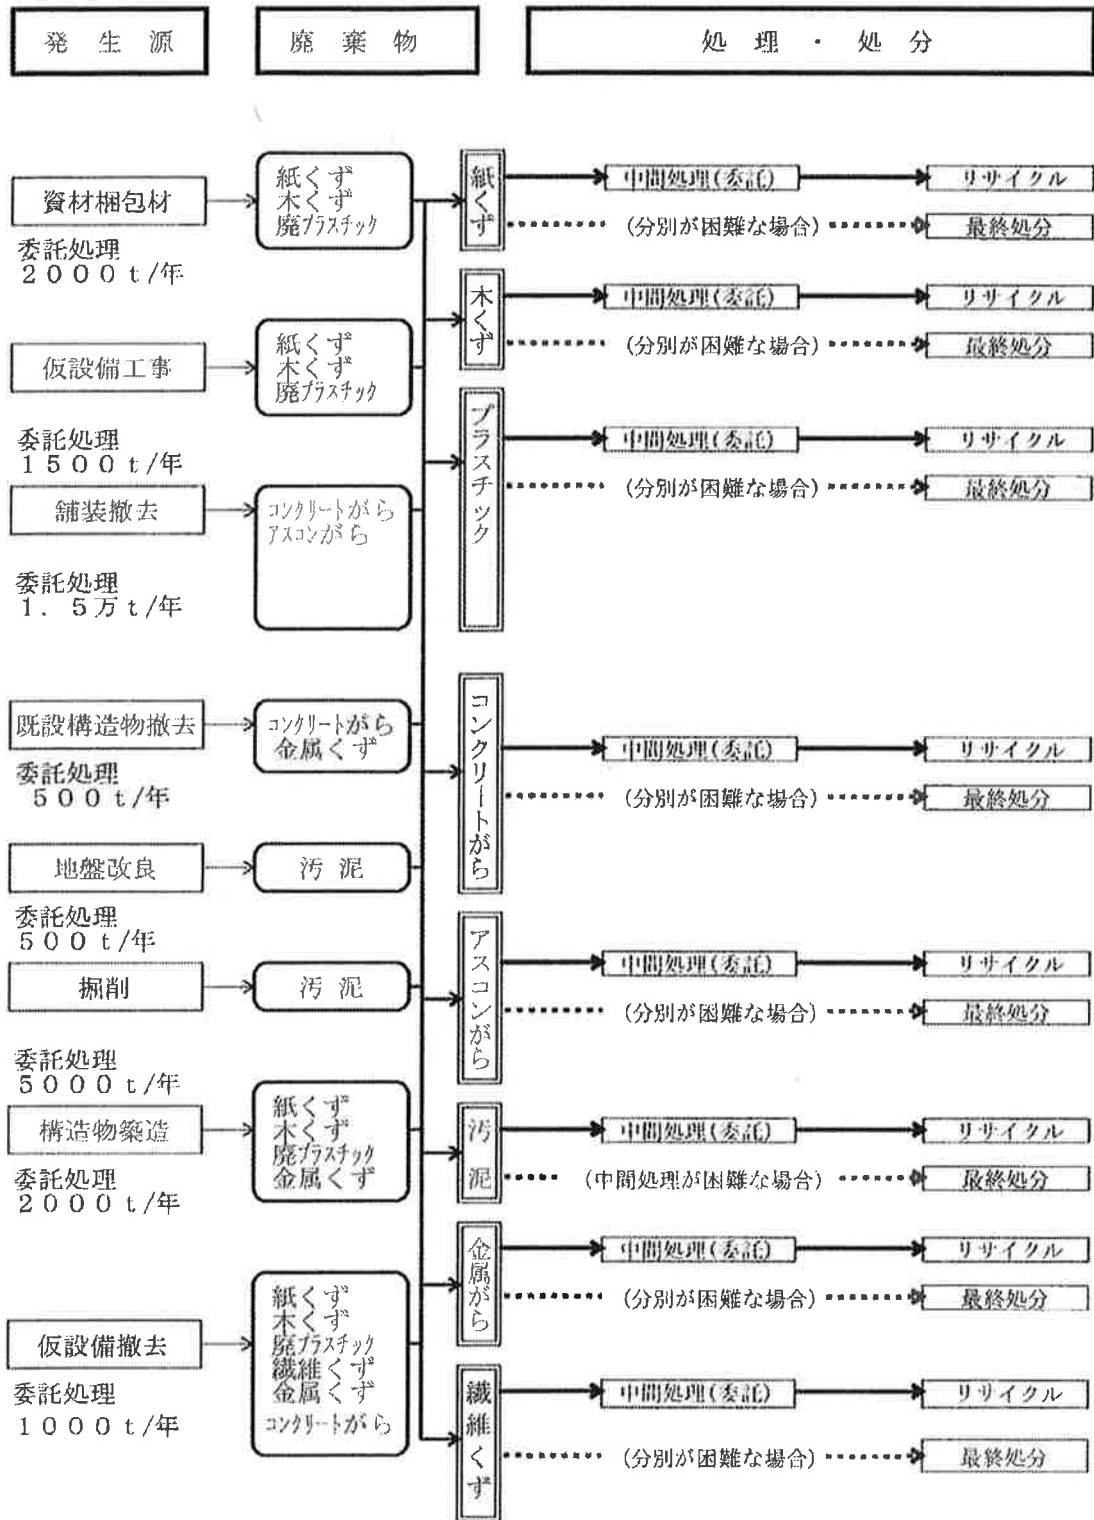 発生源
廃棄物
処理・処分
資材梱包材
委託処理
2000t/年
紙くず
木くず
廃プラスチック
仮設備工事
委託処理
1500t/年
紙くず
木くず
廃プラスチック
舗装撤去
委託処理
1.5万t/年
コンクリートがら
アスコンがら
既設構造物撤去
委託処理
500t/年
コンクリートがら
金属くず
地盤改良
委託処理
500t/年
汚泥
掘削
委託処理
5000t/年
汚泥
構造物築造
委託処理
2000t/年
紙くず
木くず
廃プラスチック
金属くず
仮設備撤去
委託処理
1000t/年
紙くず
木くず
廃プラスチック
繊維くず
金属くず
コンクリートがら
紙くず
中間処理(委託)
リサイクル
(分別が困難な場合)
最終処分
木くず
中間処理(委託)
リサイクル
(分別が困難な場合)
最終処分
プラスチック
中間処理(委託)
リサイクル
(分別が困難な場合)
最終処分
コンクリートがら
中間処理(委託)
リサイクル
(分別が困難な場合)
最終処分
アスコンがら
中間処理(委託)
リサイクル
(分別が困難な場合)
最終処分
汚泥
中間処理(委託)
リサイクル
(中間処理が困難な場合)
最終処分
金属がら
中間処理(委託)
リサイクル
(分別が困難な場合)
最終処分
繊維くず
中間処理(委託)
リサイクル
(分別が困難な場合)
最終処分